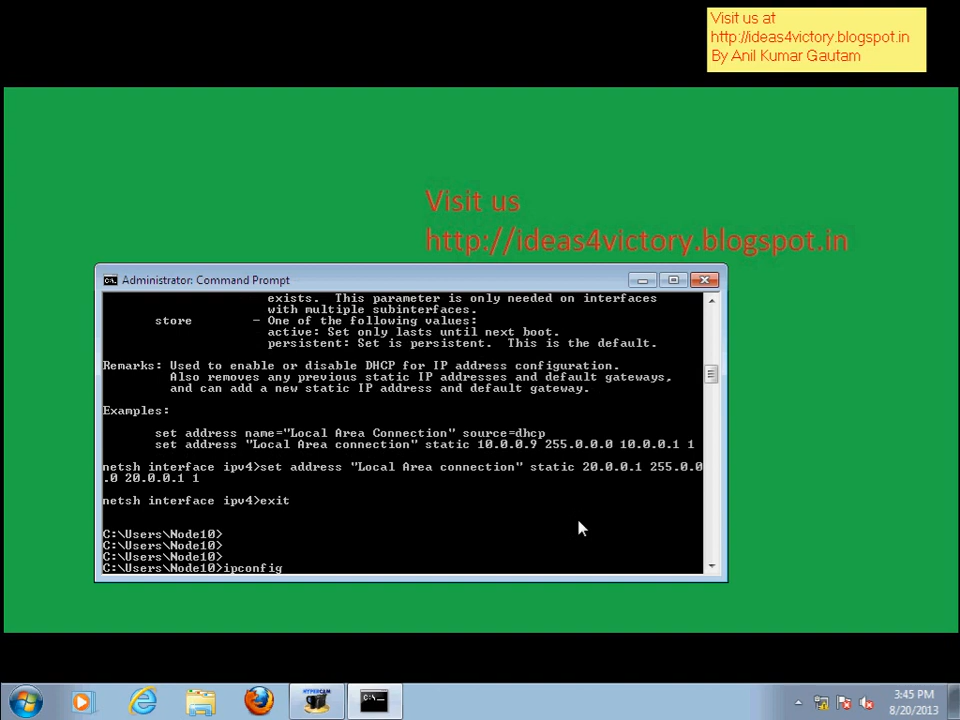 Visit us at
http://ideas4victory.blogspot.in
By Anil Kumar Gautam
Visit us
http://ideas4victory.blogspot.in
Administrator: Command Prompt
exists. This parameter is only needed on interfaces
with multiple subinterfaces.
store - One of the following values:
active: Set only lasts until next boot.
persistent: Set is persistent. This is the default.
Remarks: Used to enable or disable DHCP for IP address configuration.
Also removes any previous static IP addresses and default gateways,
and can add a new static IP address and default gateway.
Examples:
set address name="Local Area Connection" source=dhcp
set address "Local Area connection" static 10.0.0.9 255.0.0.0 10.0.0.1 1
netsh interface ipv4>set address "Local Area connection" static 20.0.0.1 255.0.0
.0 20.0.0.1 1
netsh interface ipv4>exit
C:\Users\Node10>
C:\Users\Node10>
C:\Users\Node10>
C:\Users\Node10>ipconfig
HYPERCAM
C:\_
3:45 PM
8/20/2013